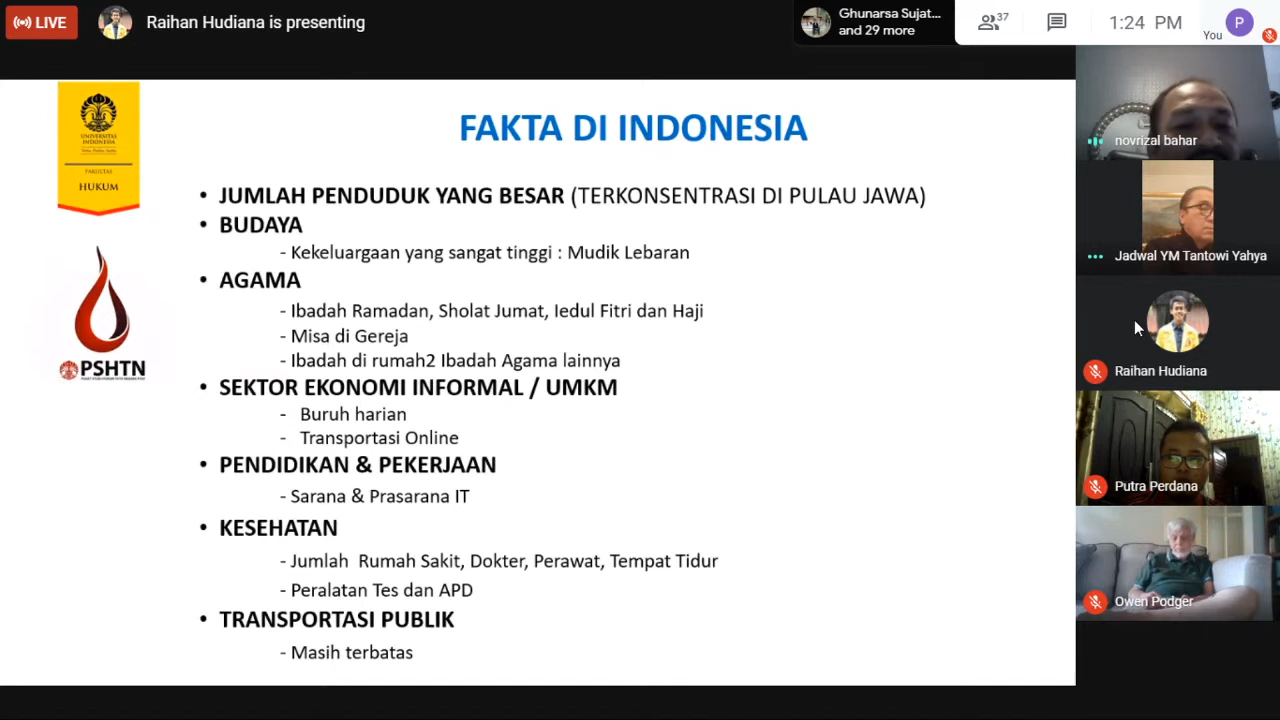 LIVE
Raihan Hudiana is presenting
Ghunarsa Sujat...
and 29 more
37
1:24 PM
You
P
UNIVERSITAS
INDONESIA
FAKULTAS
HUKUM
PSHTN
FAKTA DI INDONESIA
• JUMLAH PENDUDUK YANG BESAR (TERKONSENTRASI DI PULAU JAWA)
• BUDAYA
- Kekeluargaan yang sangat tinggi : Mudik Lebaran
• AGAMA
- Ibadah Ramadan, Sholat Jumat, Iedul Fitri dan Haji
- Misa di Gereja
- Ibadah di rumah2 Ibadah Agama lainnya
• SEKTOR EKONOMI INFORMAL / UMKM
- Buruh harian
- Transportasi Online
• PENDIDIKAN & PEKERJAAN
- Sarana & Prasarana IT
• KESEHATAN
- Jumlah Rumah Sakit, Dokter, Perawat, Tempat Tidur
- Peralatan Tes dan APD
• TRANSPORTASI PUBLIK
- Masih terbatas
novrizal bahar
Jadwal YM Tantowi Yahya
Raihan Hudiana
Putra Perdana
Owen Podger